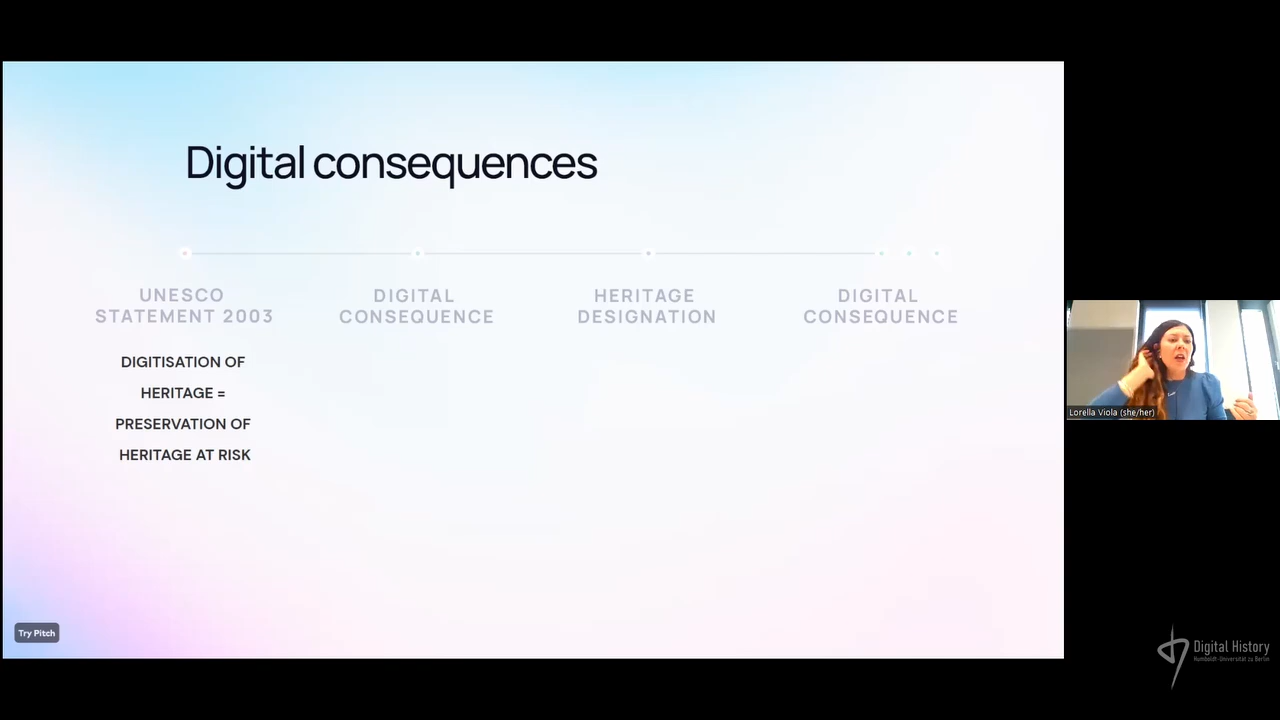 Digital consequences
UNESCO
STATEMENT 2003
DIGITAL
CONSEQUENCE
HERITAGE
DESIGNATION
DIGITAL
CONSEQUENCE
DIGITISATION OF
HERITAGE =
PRESERVATION OF
HERITAGE AT RISK
Lorella Viola (she/her)
Try Pitch
Digital History
Humboldt-Universität zu Berlin